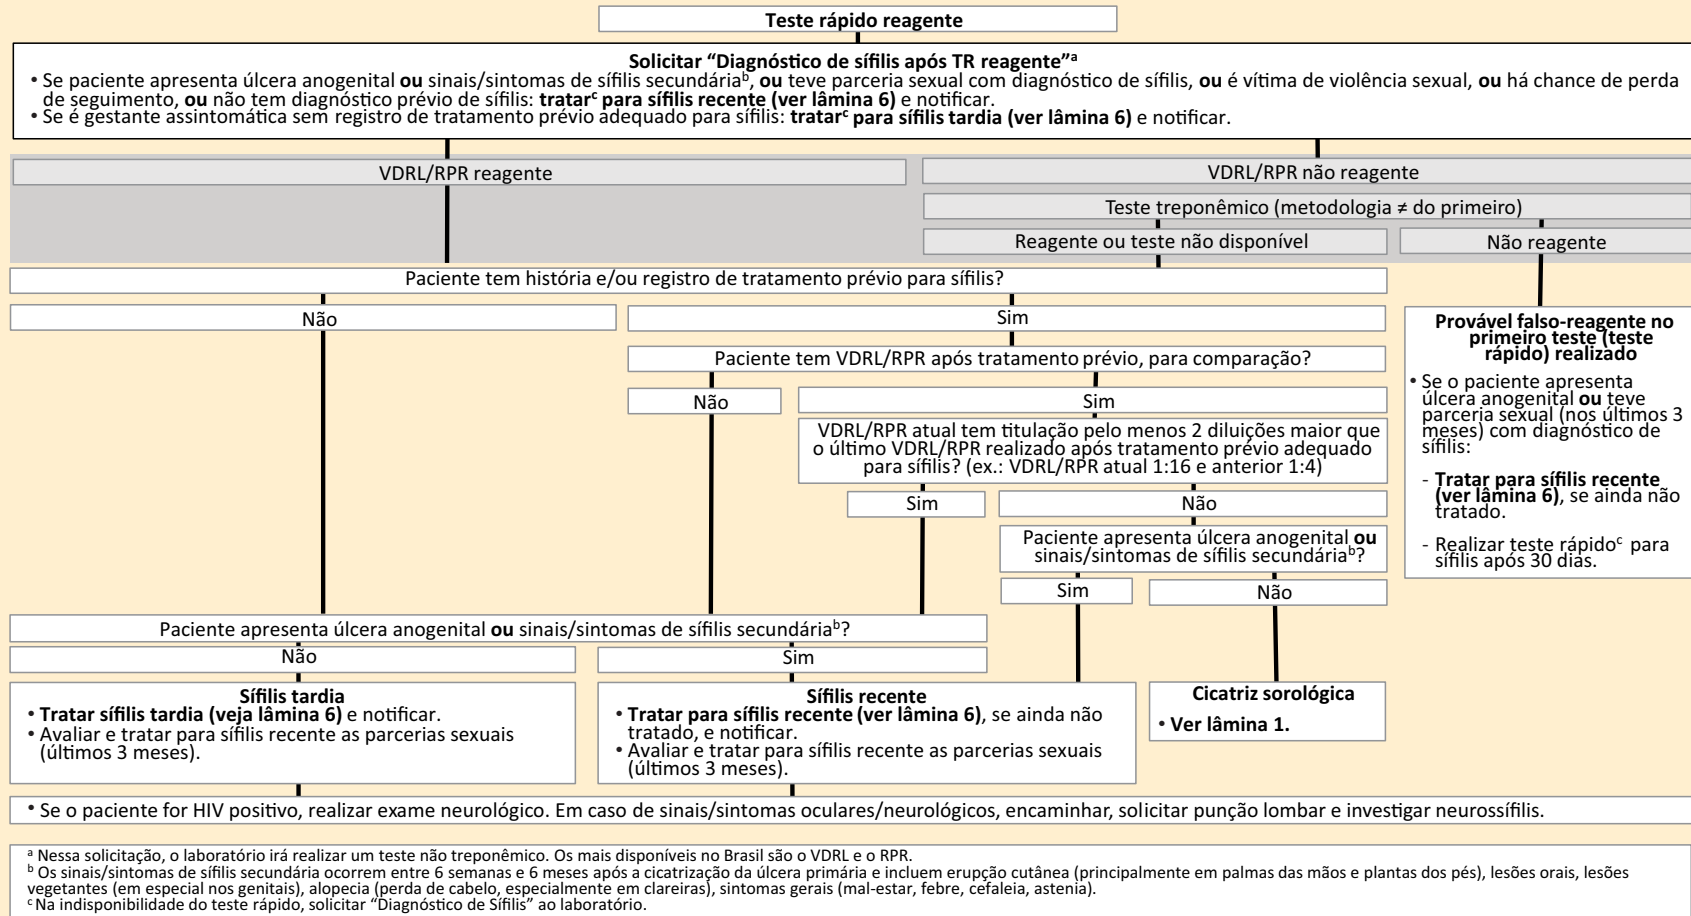 Teste rápido reagente
Solicitar “Diagnóstico de sífilis após TR reagente”ª
• Se paciente apresenta úlcera anogenital ou sinais/sintomas de sífilis secundáriaᵇ, ou teve parceria sexual com diagnóstico de sífilis, ou é vítima de violência sexual, ou há chance de perda
de seguimento, ou não tem diagnóstico prévio de sífilis: tratarᶜ para sífilis recente (ver lâmina 6) e notificar.
• Se é gestante assintomática sem registro de tratamento prévio adequado para sífilis: tratarᶜ para sífilis tardia (ver lâmina 6) e notificar.
VDRL/RPR reagente
VDRL/RPR não reagente
Teste treponêmico (metodologia ≠ do primeiro)
Reagente ou teste não disponível
Não reagente
Paciente tem história e/ou registro de tratamento prévio para sífilis?
Não
Sim
Paciente tem VDRL/RPR após tratamento prévio, para comparação?
Não
Sim
VDRL/RPR atual tem titulação pelo menos 2 diluições maior que
o último VDRL/RPR realizado após tratamento prévio adequado
para sífilis? (ex.: VDRL/RPR atual 1:16 e anterior 1:4)
Sim
Não
Paciente apresenta úlcera anogenital ou
sinais/sintomas de sífilis secundáriaᵇ?
Sim
Não
Provável falso-reagente no
primeiro teste (teste
rápido) realizado
• Se o paciente apresenta
úlcera anogenital ou teve
parceria sexual (nos últimos 3
meses) com diagnóstico de
sífilis:
- Tratar para sífilis recente
(ver lâmina 6), se ainda não
tratado.
- Realizar teste rápidoᶜ para
sífilis após 30 dias.
Paciente apresenta úlcera anogenital ou sinais/sintomas de sífilis secundáriaᵇ?
Não
Sim
Sífilis tardia
• Tratar sífilis tardia (veja lâmina 6) e notificar.
• Avaliar e tratar para sífilis recente as parcerias sexuais
(últimos 3 meses).
Sífilis recente
• Tratar para sífilis recente (ver lâmina 6), se ainda não
tratado, e notificar.
• Avaliar e tratar para sífilis recente as parcerias sexuais
(últimos 3 meses).
Cicatriz sorológica
• Ver lâmina 1.
• Se o paciente for HIV positivo, realizar exame neurológico. Em caso de sinais/sintomas oculares/neurológicos, encaminhar, solicitar punção lombar e investigar neurossífilis.
ª Nessa solicitação, o laboratório irá realizar um teste não treponêmico. Os mais disponíveis no Brasil são o VDRL e o RPR.
ᵇ Os sinais/sintomas de sífilis secundária ocorrem entre 6 semanas e 6 meses após a cicatrização da úlcera primária e incluem erupção cutânea (principalmente em palmas das mãos e plantas dos pés), lesões orais, lesões
vegetantes (em especial nos genitais), alopecia (perda de cabelo, especialmente em clareiras), sintomas gerais (mal-estar, febre, cefaleia, astenia).
ᶜ Na indisponibilidade do teste rápido, solicitar “Diagnóstico de Sífilis” ao laboratório.